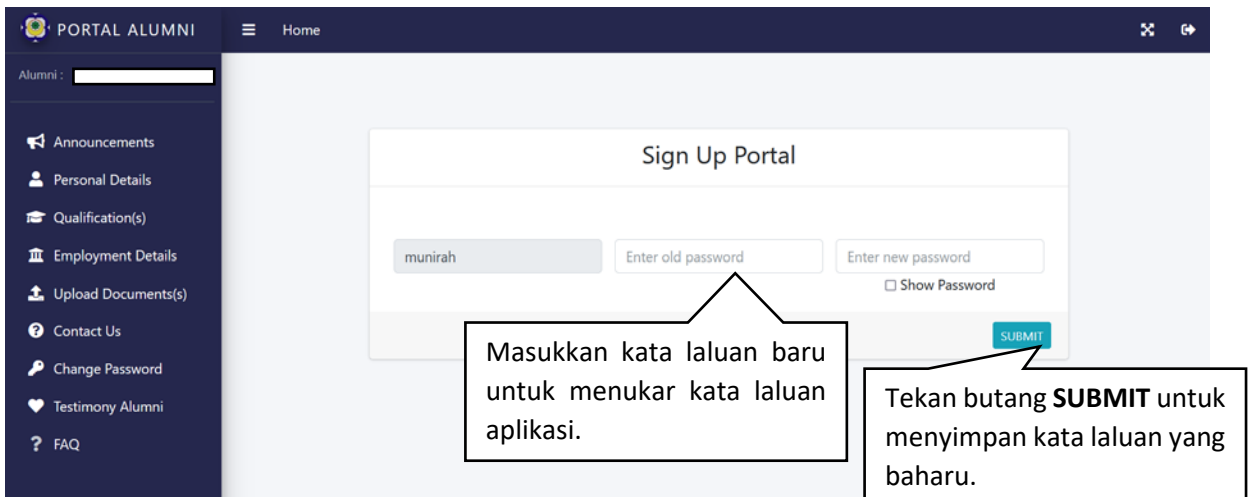 PORTAL ALUMNI
Home
Alumni :
Announcements
Personal Details
Qualification(s)
Employment Details
Upload Documents(s)
Contact Us
Change Password
Testimony Alumni
FAQ
Sign Up Portal
munirah
Enter old password
Enter new password
Show Password
SUBMIT
Masukkan kata laluan baru
untuk menukar kata laluan
aplikasi.
Tekan butang SUBMIT untuk
menyimpan kata laluan yang
baharu.